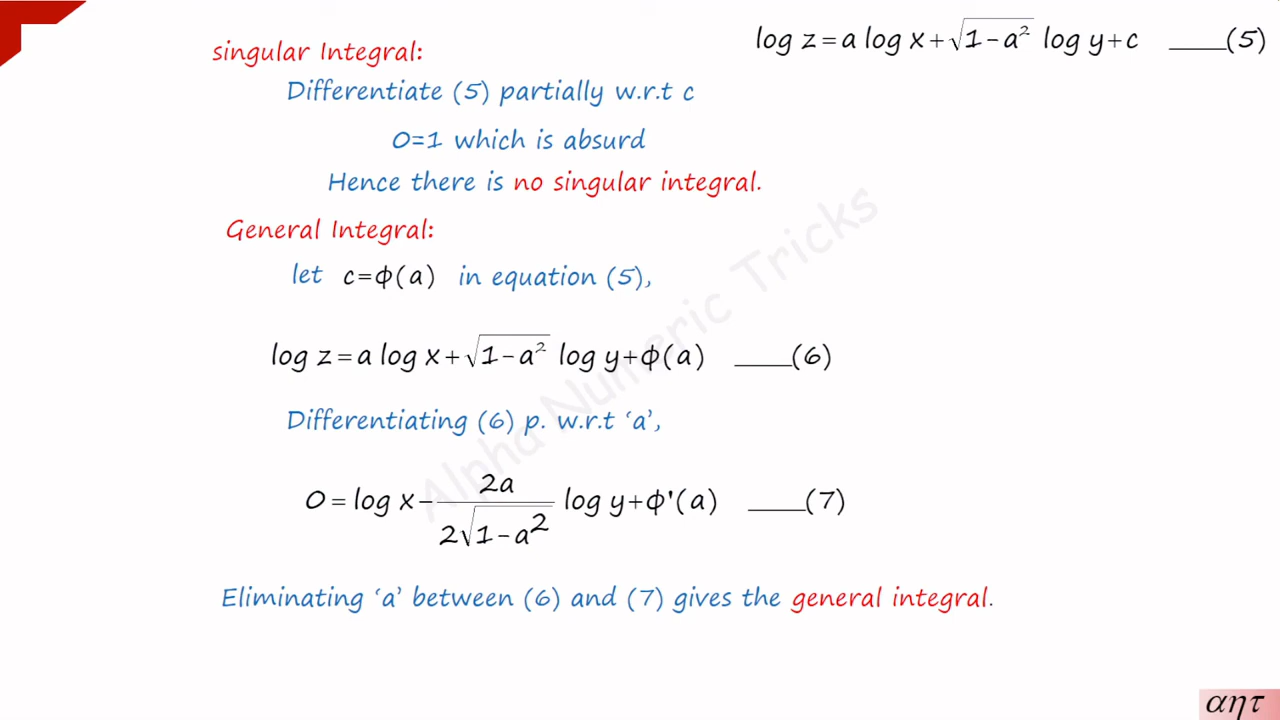 log z = a log x + √1-a² log y + c ____(5)
singular Integral:
Differentiate (5) partially w.r.t c
0=1 which is absurd
Hence there is no singular integral.
General Integral:
let c=ϕ(a) in equation (5),
log z = a log x + √1-a² log y + ϕ(a) ____(6)
Differentiating (6) p. w.r.t ‘a’,
0 = log x - 2a/2√1-a² log y + ϕ'(a) ____(7)
Eliminating ‘a’ between (6) and (7) gives the general integral.
Alpha Numeric Tricks
αητ